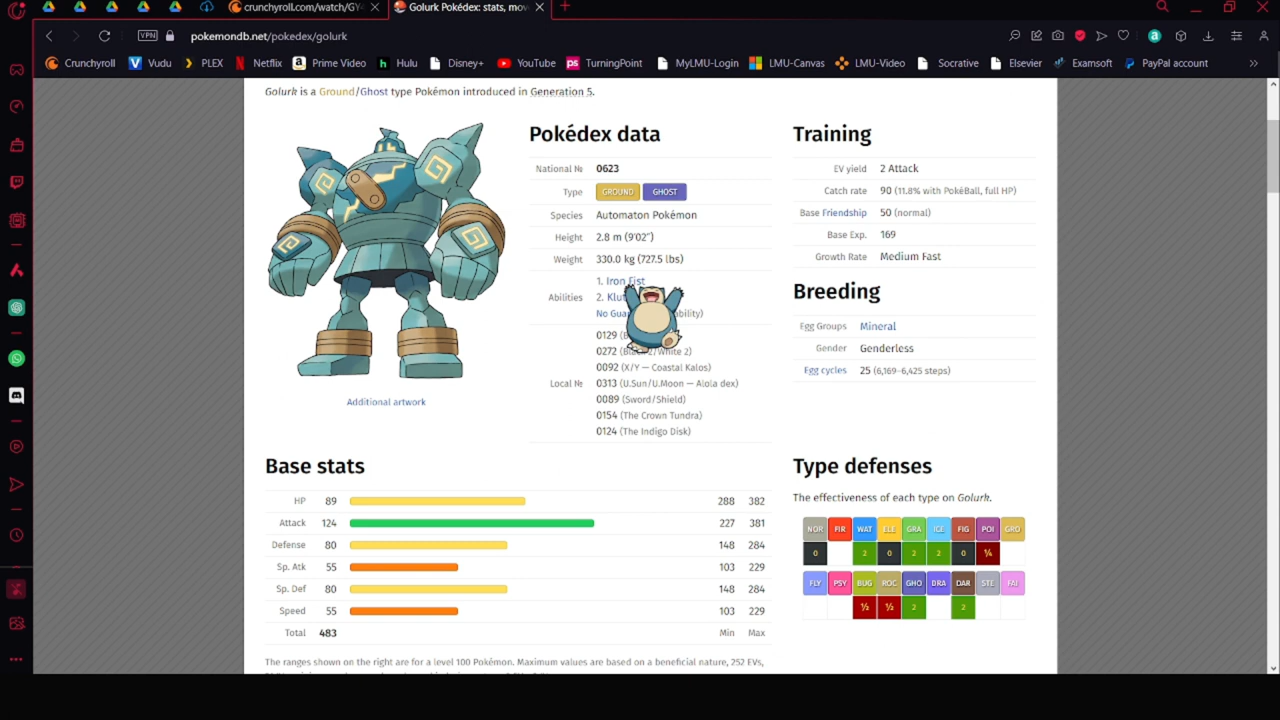 crunchyroll.com/watch/GY
Golurk Pokédex: stats, mov
VPN
pokemondb.net/pokedex/golurk
Crunchyroll Vudu PLEX Netflix Prime Video Hulu Disney+ YouTube TurningPoint MyLMU-Login LMU-Canvas LMU-Video Socrative Elsevier Examsoft PayPal account
Golurk is a Ground/Ghost type Pokémon introduced in Generation 5.
Additional artwork
Pokédex data
National № 0623
Type GROUND GHOST
Species Automaton Pokémon
Height 2.8 m (9′02″)
Weight 330.0 kg (727.5 lbs)
Abilities
1. Iron Fist
2.
No
0129
0272 (Black 2/White 2)
0092 (X/Y — Coastal Kalos)
Local № 0313 (U.Sun/U.Moon — Alola dex)
0089 (Sword/Shield)
0154 (The Crown Tundra)
0124 (The Indigo Disk)
Training
EV yield 2 Attack
Catch rate 90 (11.8% with PokéBall, full HP)
Base Friendship 50 (normal)
Base Exp. 169
Growth Rate Medium Fast
Breeding
Egg Groups Mineral
Gender Genderless
Egg cycles 25 (6,169–6,425 steps)
Base stats
HP 89 288 382
Attack 124 227 381
Defense 80 148 284
Sp. Atk 55 103 229
Sp. Def 80 148 284
Speed 55 103 229
Total 483 Min Max
The ranges shown on the right are for a level 100 Pokémon. Maximum values are based on a beneficial nature, 252 EVs,
Type defenses
The effectiveness of each type on Golurk.
NOR FIR WAT ELE GRA ICE FIG POI GRO
0 2 0 2 2 0 ¼
FLY PSY BUG ROC GHO DRA DAR STE FAI
½ ½ 2 2